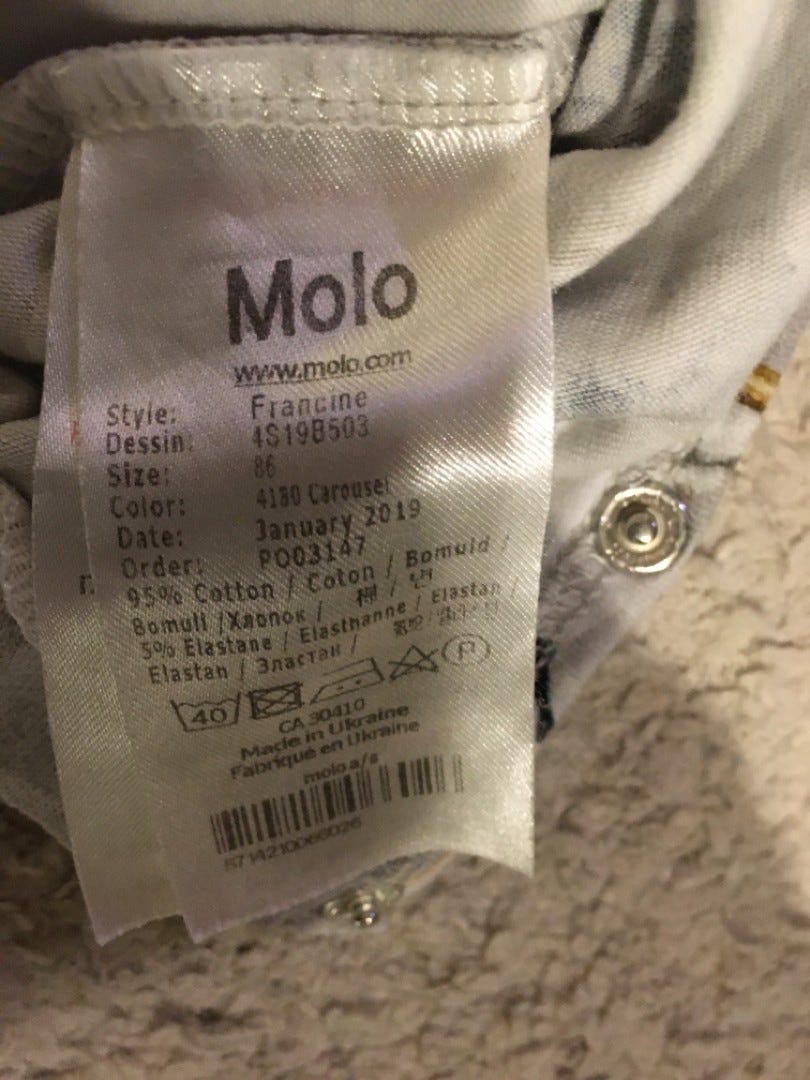 Molo
www.molo.com
Style: Francine
Dessin: 4S19B503
Size: 86
Color: 4180 Carousel
Date: January 2019
Order: PO03147
95% Cotton / Coton / Bomuld /
Bomull /Хлопок / 棉 / 면
5% Elastane / Elasthanne / Elastan
Elastan / Эластан /
40 P
CA 30410
Made in Ukraine
Fabriqué en Ukraine
molo a/s